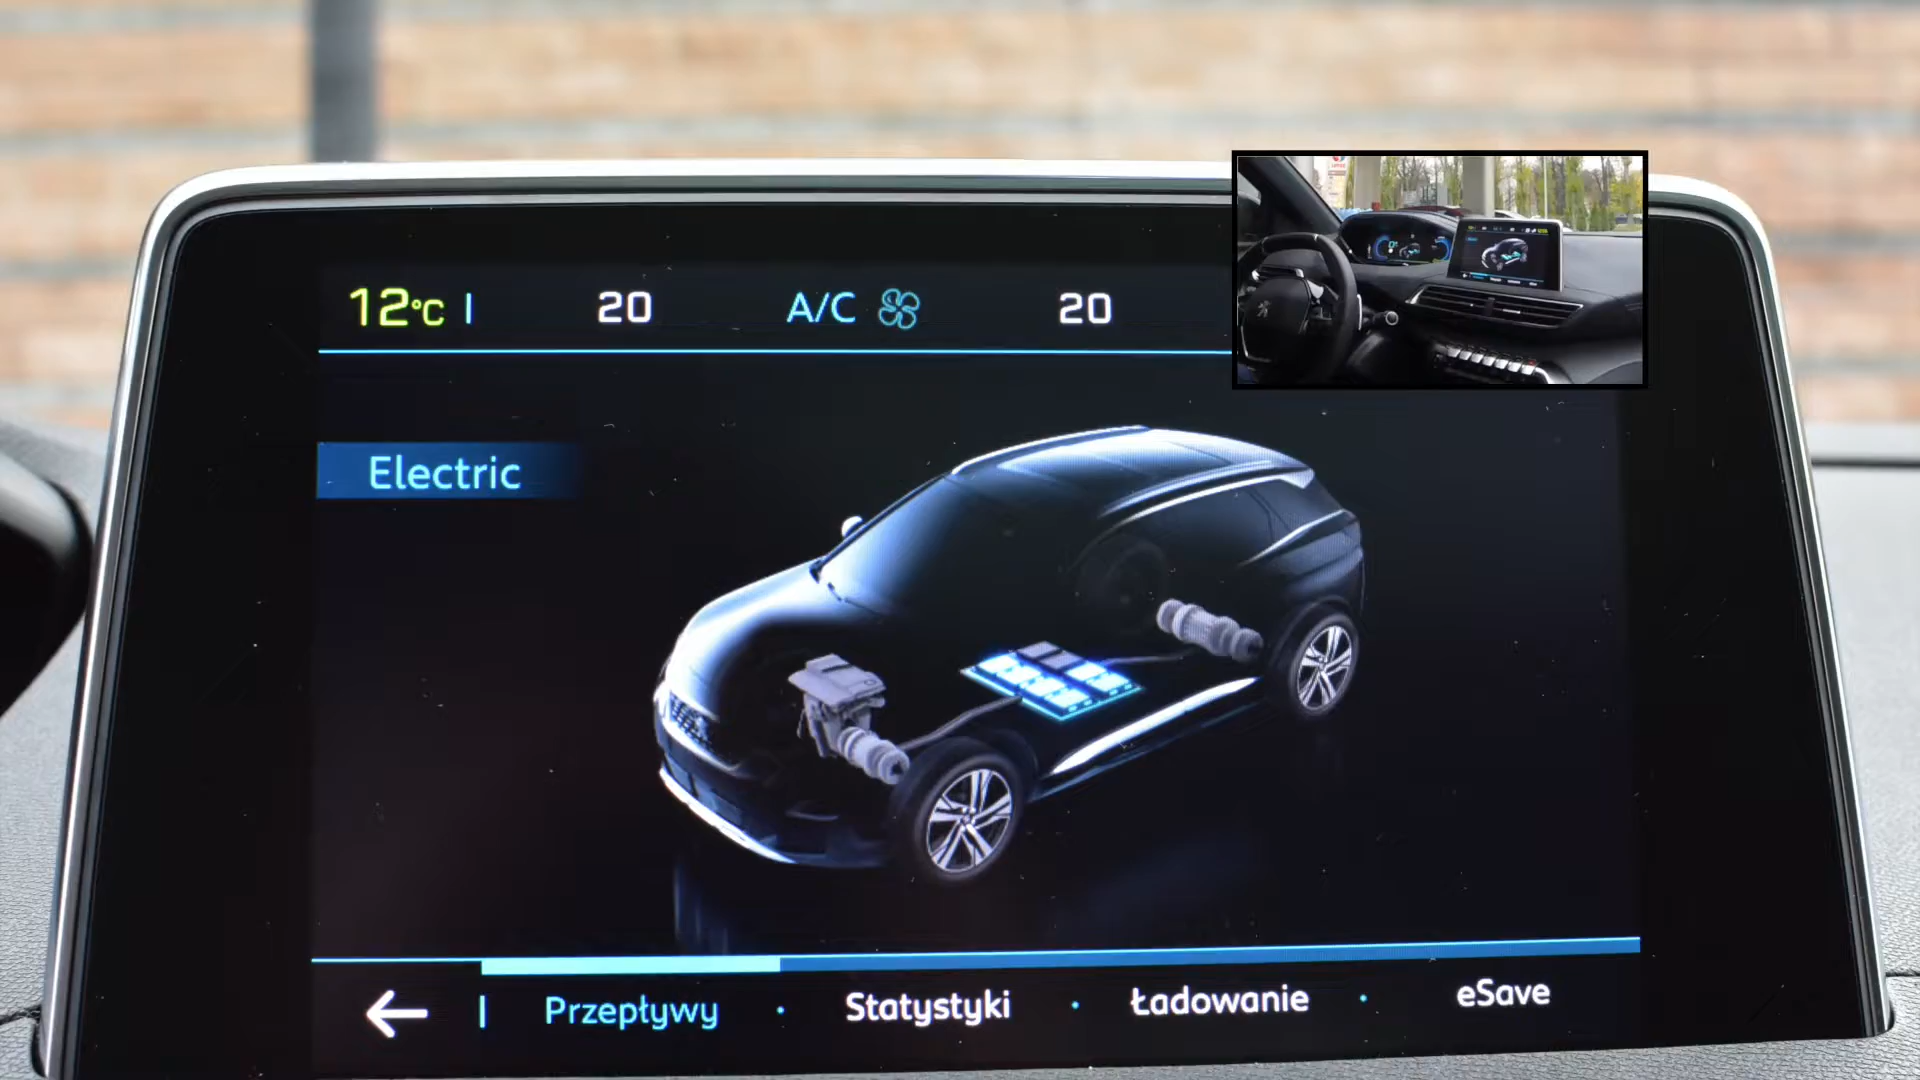 12°C | 20 A/C 20
Electric
| Przepływy · Statystyki · Ładowanie · eSave